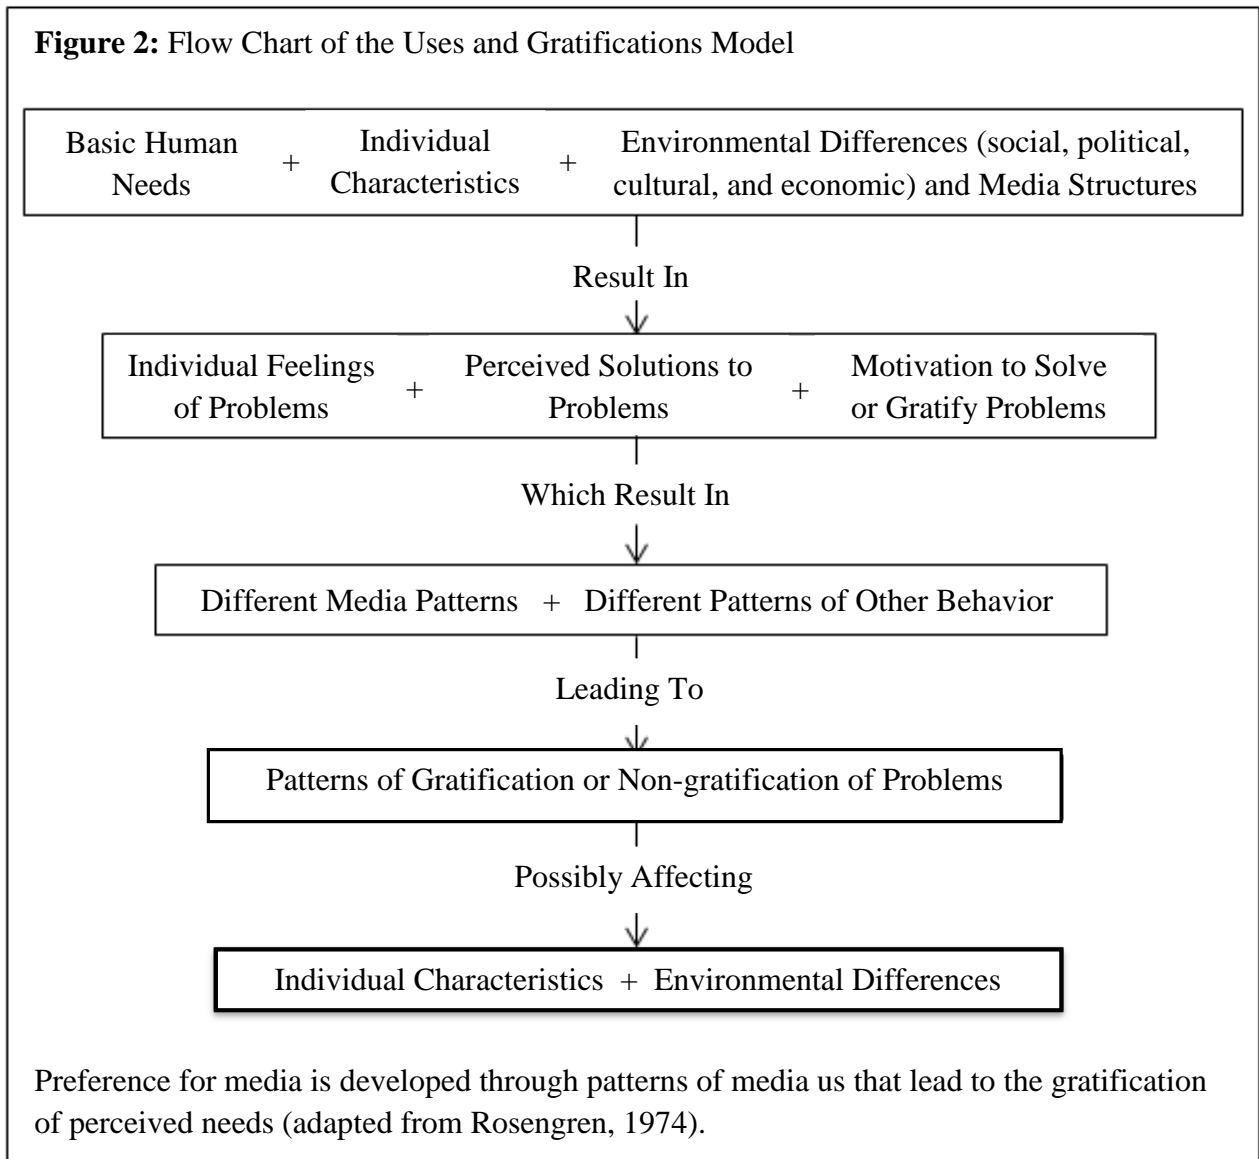 Figure 2: Flow Chart of the Uses and Gratifications Model
Basic Human Needs + Individual Characteristics + Environmental Differences (social, political, cultural, and economic) and Media Structures
Result In
Individual Feelings of Problems + Perceived Solutions to Problems + Motivation to Solve or Gratify Problems
Which Result In
Different Media Patterns + Different Patterns of Other Behavior
Leading To
Patterns of Gratification or Non-gratification of Problems
Possibly Affecting
Individual Characteristics + Environmental Differences
Preference for media is developed through patterns of media us that lead to the gratification
of perceived needs (adapted from Rosengren, 1974).